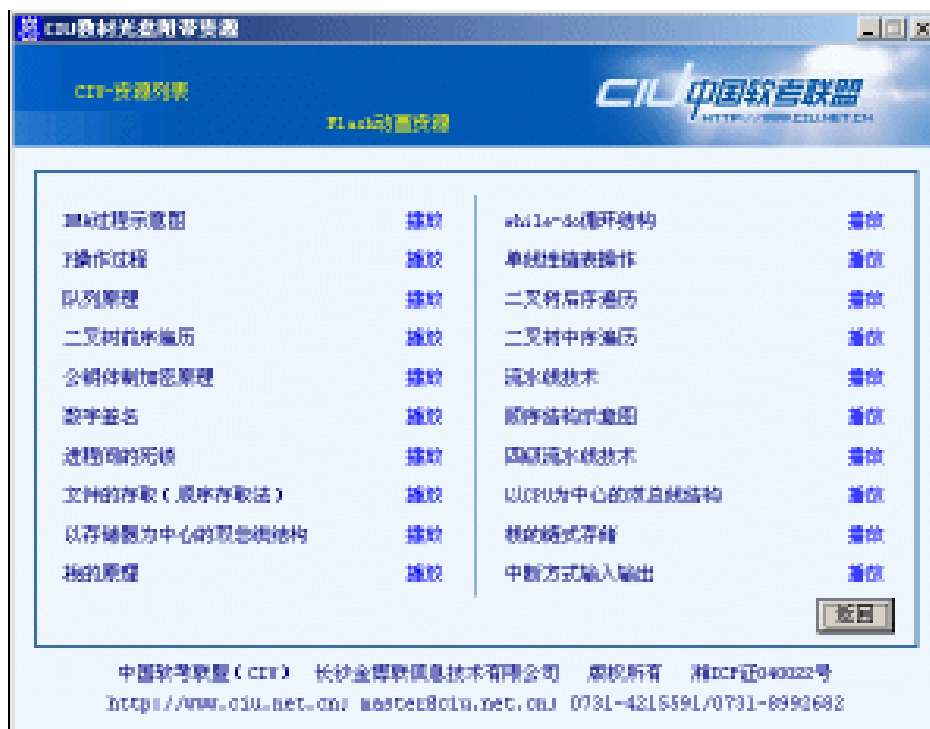 CIU教材光盘附带资源
CIU-资源列表
CIU 中国软考联盟
HTTP://WWW.CIU.NET.CN
Flash动画资源
DMA过程示意图 播放
P操作过程 播放
队列原理 播放
二叉树前序遍历 播放
公钥体制加密原理 播放
数字签名 播放
进程间的死锁 播放
文件的存取(顺序存取法) 播放
以存储器为中心的双总线结构 播放
栈的原理 播放
while-do循环结构 播放
单线性链表操作 播放
二叉树后序遍历 播放
二叉树中序遍历 播放
流水线技术 播放
顺序结构示意图 播放
四级流水线技术 播放
以CPU为中心的双总线结构 播放
栈的链式存储 播放
中断方式输入输出 播放
返回
中国软考联盟(CIU) 长沙金博联信息技术有限公司 版权所有 湘ICP证040022号
http://www.ciu.net.cn; master@ciu.net.cn; 0731-4215591/0731-8992682